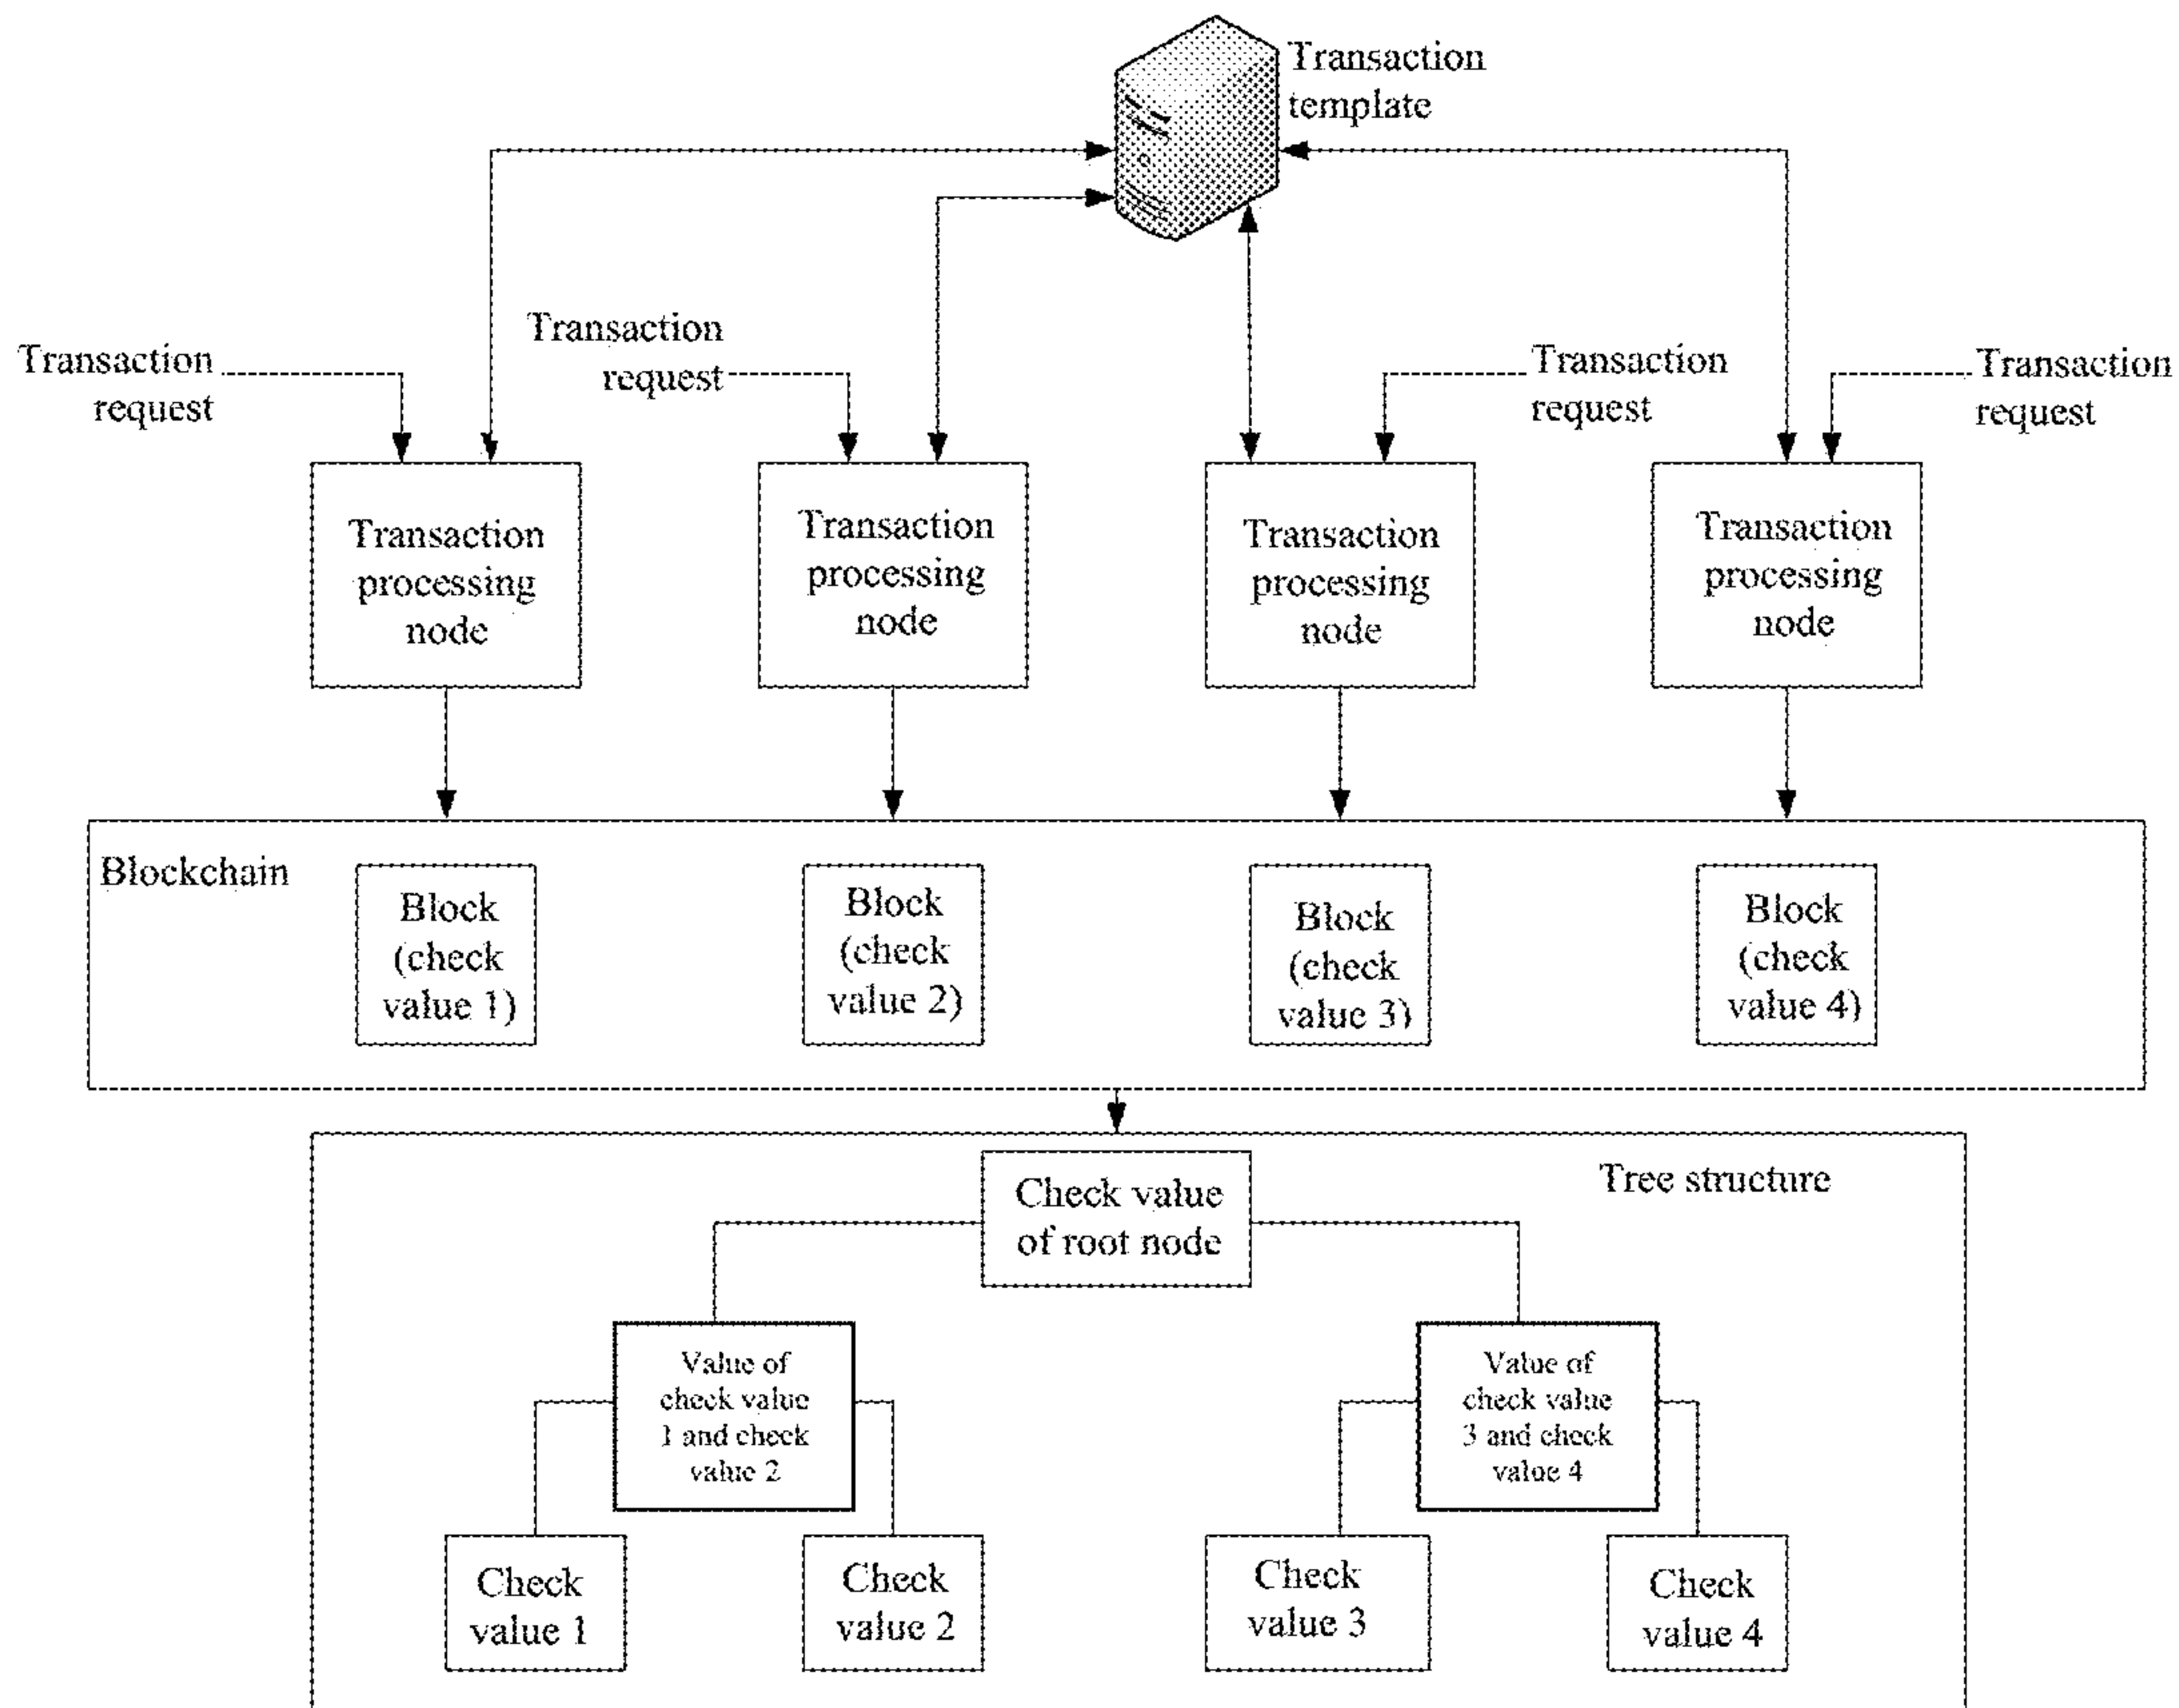 Transaction
template
Transaction
request
Transaction
request
Transaction
request
Transaction
request
Transaction
processing
node
Transaction
processing
node
Transaction
processing
node
Transaction
processing
node
Blockchain
Block
(check
value 1)
Block
(check
value 2)
Block
(check
value 3)
Block
(check
value 4)
Tree structure
Check value
of root node
Value of
check value
1 and check
value 2
Value of
check value
3 and check
value 4
Check
value 1
Check
value 2
Check
value 3
Check
value 4